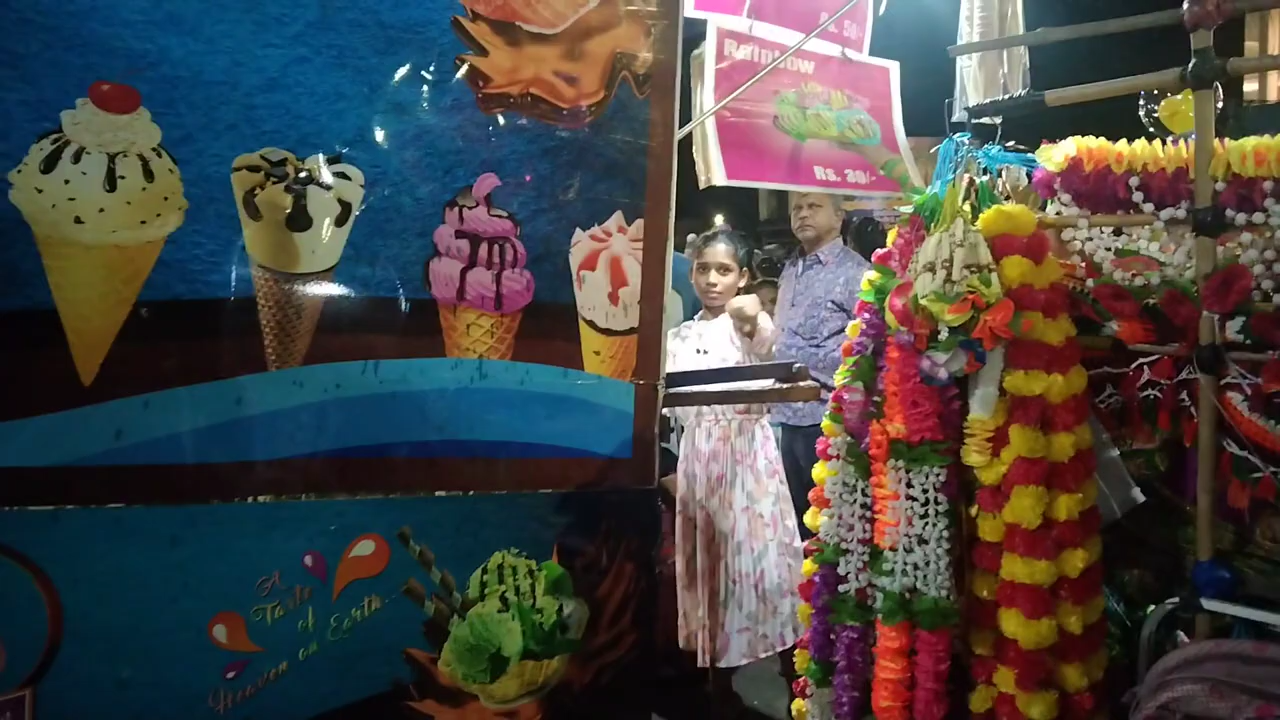 Rs. 50/-
Rainbow
Rs. 30/-
A
Taste
of
Heaven on Earth...